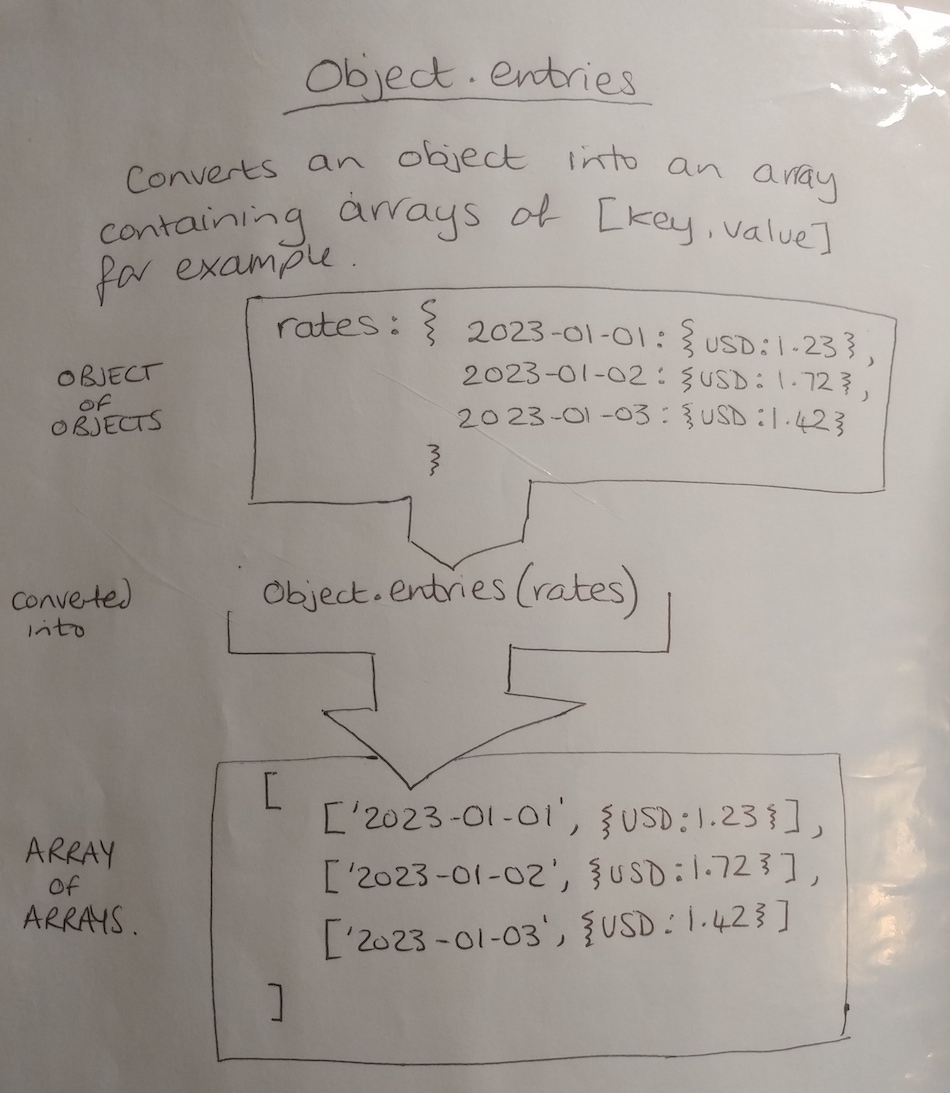 Object.entries
Converts an object into an array
containing arrays of [key, value]
for example.
rates: { 2023-01-01: {USD:1.23},
2023-01-02: {USD:1.72},
2023-01-03: {USD:1.42}
}
OBJECT
OF
OBJECTS
Object.entries(rates)
converted
into
[
['2023-01-01', {USD:1.23}],
['2023-01-02', {USD:1.72}],
['2023-01-03', {USD:1.42}]
]
ARRAY
OF
ARRAYS.